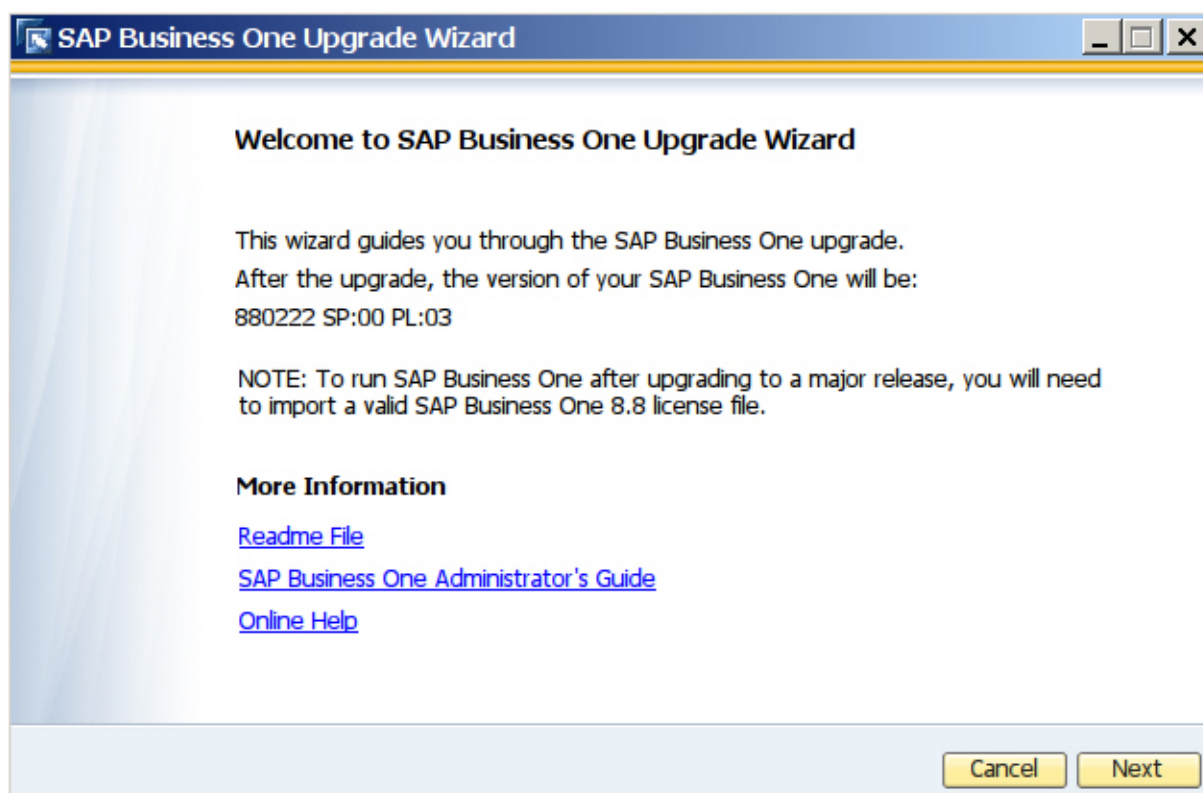 SAP Business One Upgrade Wizard
Welcome to SAP Business One Upgrade Wizard
This wizard guides you through the SAP Business One upgrade.
After the upgrade, the version of your SAP Business One will be:
880222 SP:00 PL:03
NOTE: To run SAP Business One after upgrading to a major release, you will need
to import a valid SAP Business One 8.8 license file.
More Information
Readme File
SAP Business One Administrator's Guide
Online Help
Cancel Next